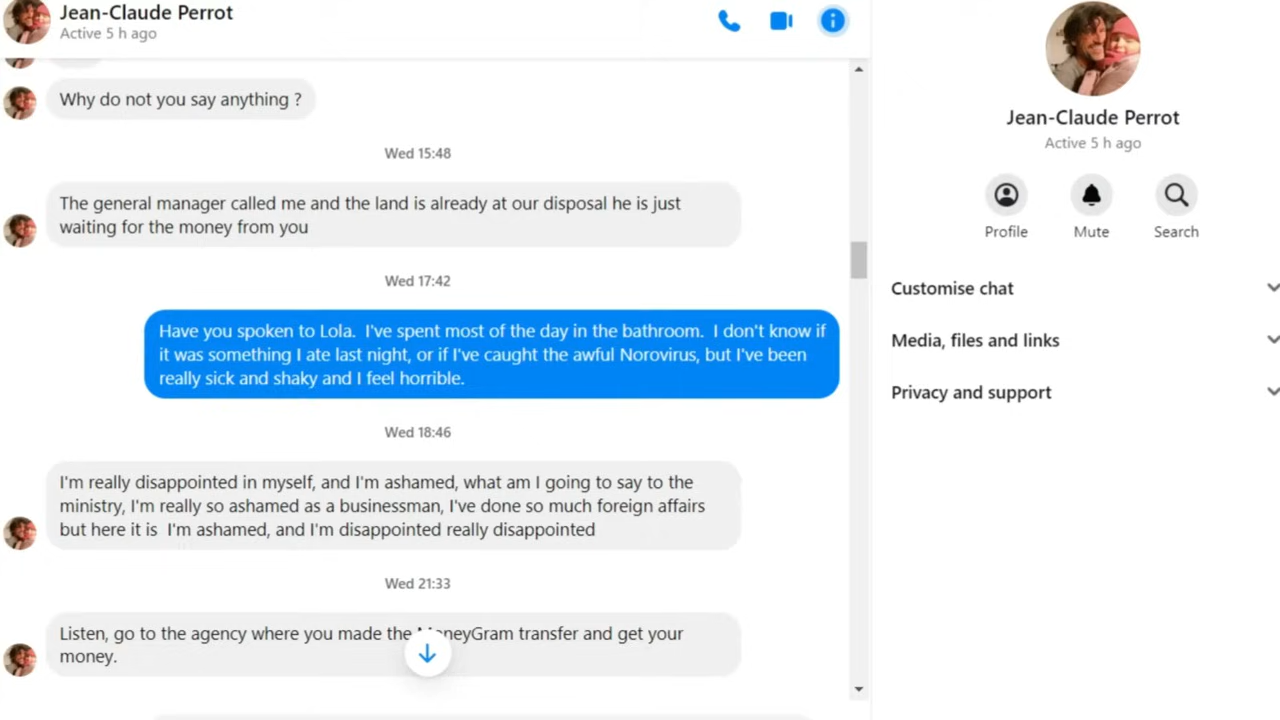 Jean-Claude Perrot
Active 5 h ago
Why do not you say anything ?
Wed 15:48
The general manager called me and the land is already at our disposal he is just
waiting for the money from you
Wed 17:42
Have you spoken to Lola. I've spent most of the day in the bathroom. I don't know if
it was something I ate last night, or if I've caught the awful Norovirus, but I've been
really sick and shaky and I feel horrible.
Wed 18:46
I'm really disappointed in myself, and I'm ashamed, what am I going to say to the
ministry, I'm really so ashamed as a businessman, I've done so much foreign affairs
but here it is I'm ashamed, and I'm disappointed really disappointed
Wed 21:33
Listen, go to the agency where you made the MoneyGram transfer and get your
money.
Jean-Claude Perrot
Active 5 h ago
Profile
Mute
Search
Customise chat
Media, files and links
Privacy and support